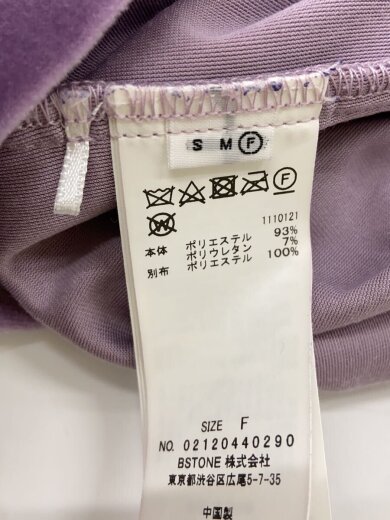 S M F
F
W
1110121
本体 ポリエステル 93%
ポリウレタン 7%
別布 ポリエステル 100%
SIZE F
NO. 02120440290
BSTONE 株式会社
東京都渋谷区広尾5-7-35
中国製